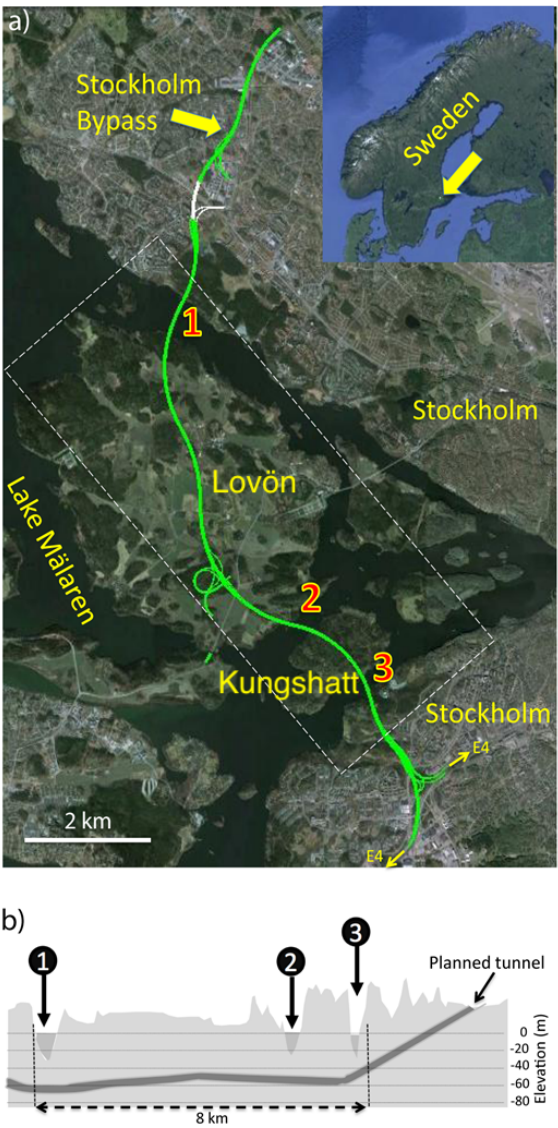 a)
Stockholm
Bypass
Sweden
1
Stockholm
Lovön
Lake Mälaren
2
3
Kungshatt
Stockholm
E4
2 km
E4
b)
1
2
3
Planned tunnel
0
-20
-40
-60
-80
Elevation (m)
8 km